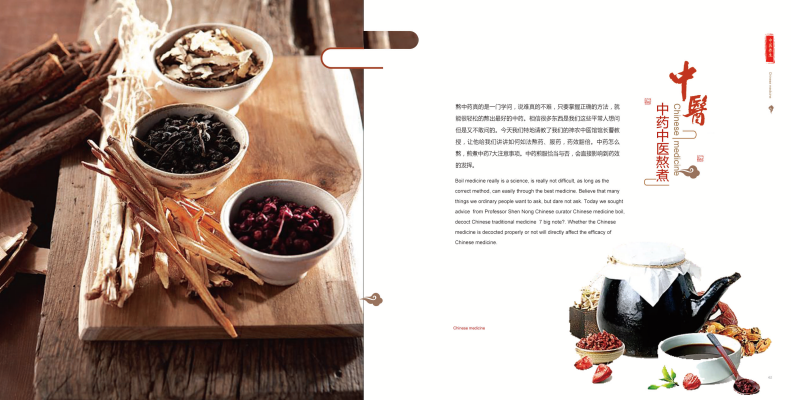 中醫
Chinese medicine
中药中医熬煮
Chinese medicine
熬中药真的是一门学问，说难真的不难，只要掌握正确的方法，就
能很轻松的熬出最好的中药。相信很多东西是我们这些平常人想问
但是又不敢问的。今天我们特地请教了我们的神农中医馆馆长曹教
授，让他给我们讲讲如何如法熬药、服药，药效翻倍。中药怎么
熬，煎煮中药7大注意事项。中药煎服恰当与否，会直接影响到药效
的发挥。
Boil medicine really is a science, is really not difficult, as long as the
correct method, can easily through the best medicine. Believe that many
things we ordinary people want to ask, but dare not ask. Today we sought
advice from Professor Shen Nong Chinese curator Chinese medicine boil,
decoct Chinese traditional medicine 7 big note?. Whether the Chinese
medicine is decocted properly or not will directly affect the efficacy of
Chinese medicine.
Chinese medicine